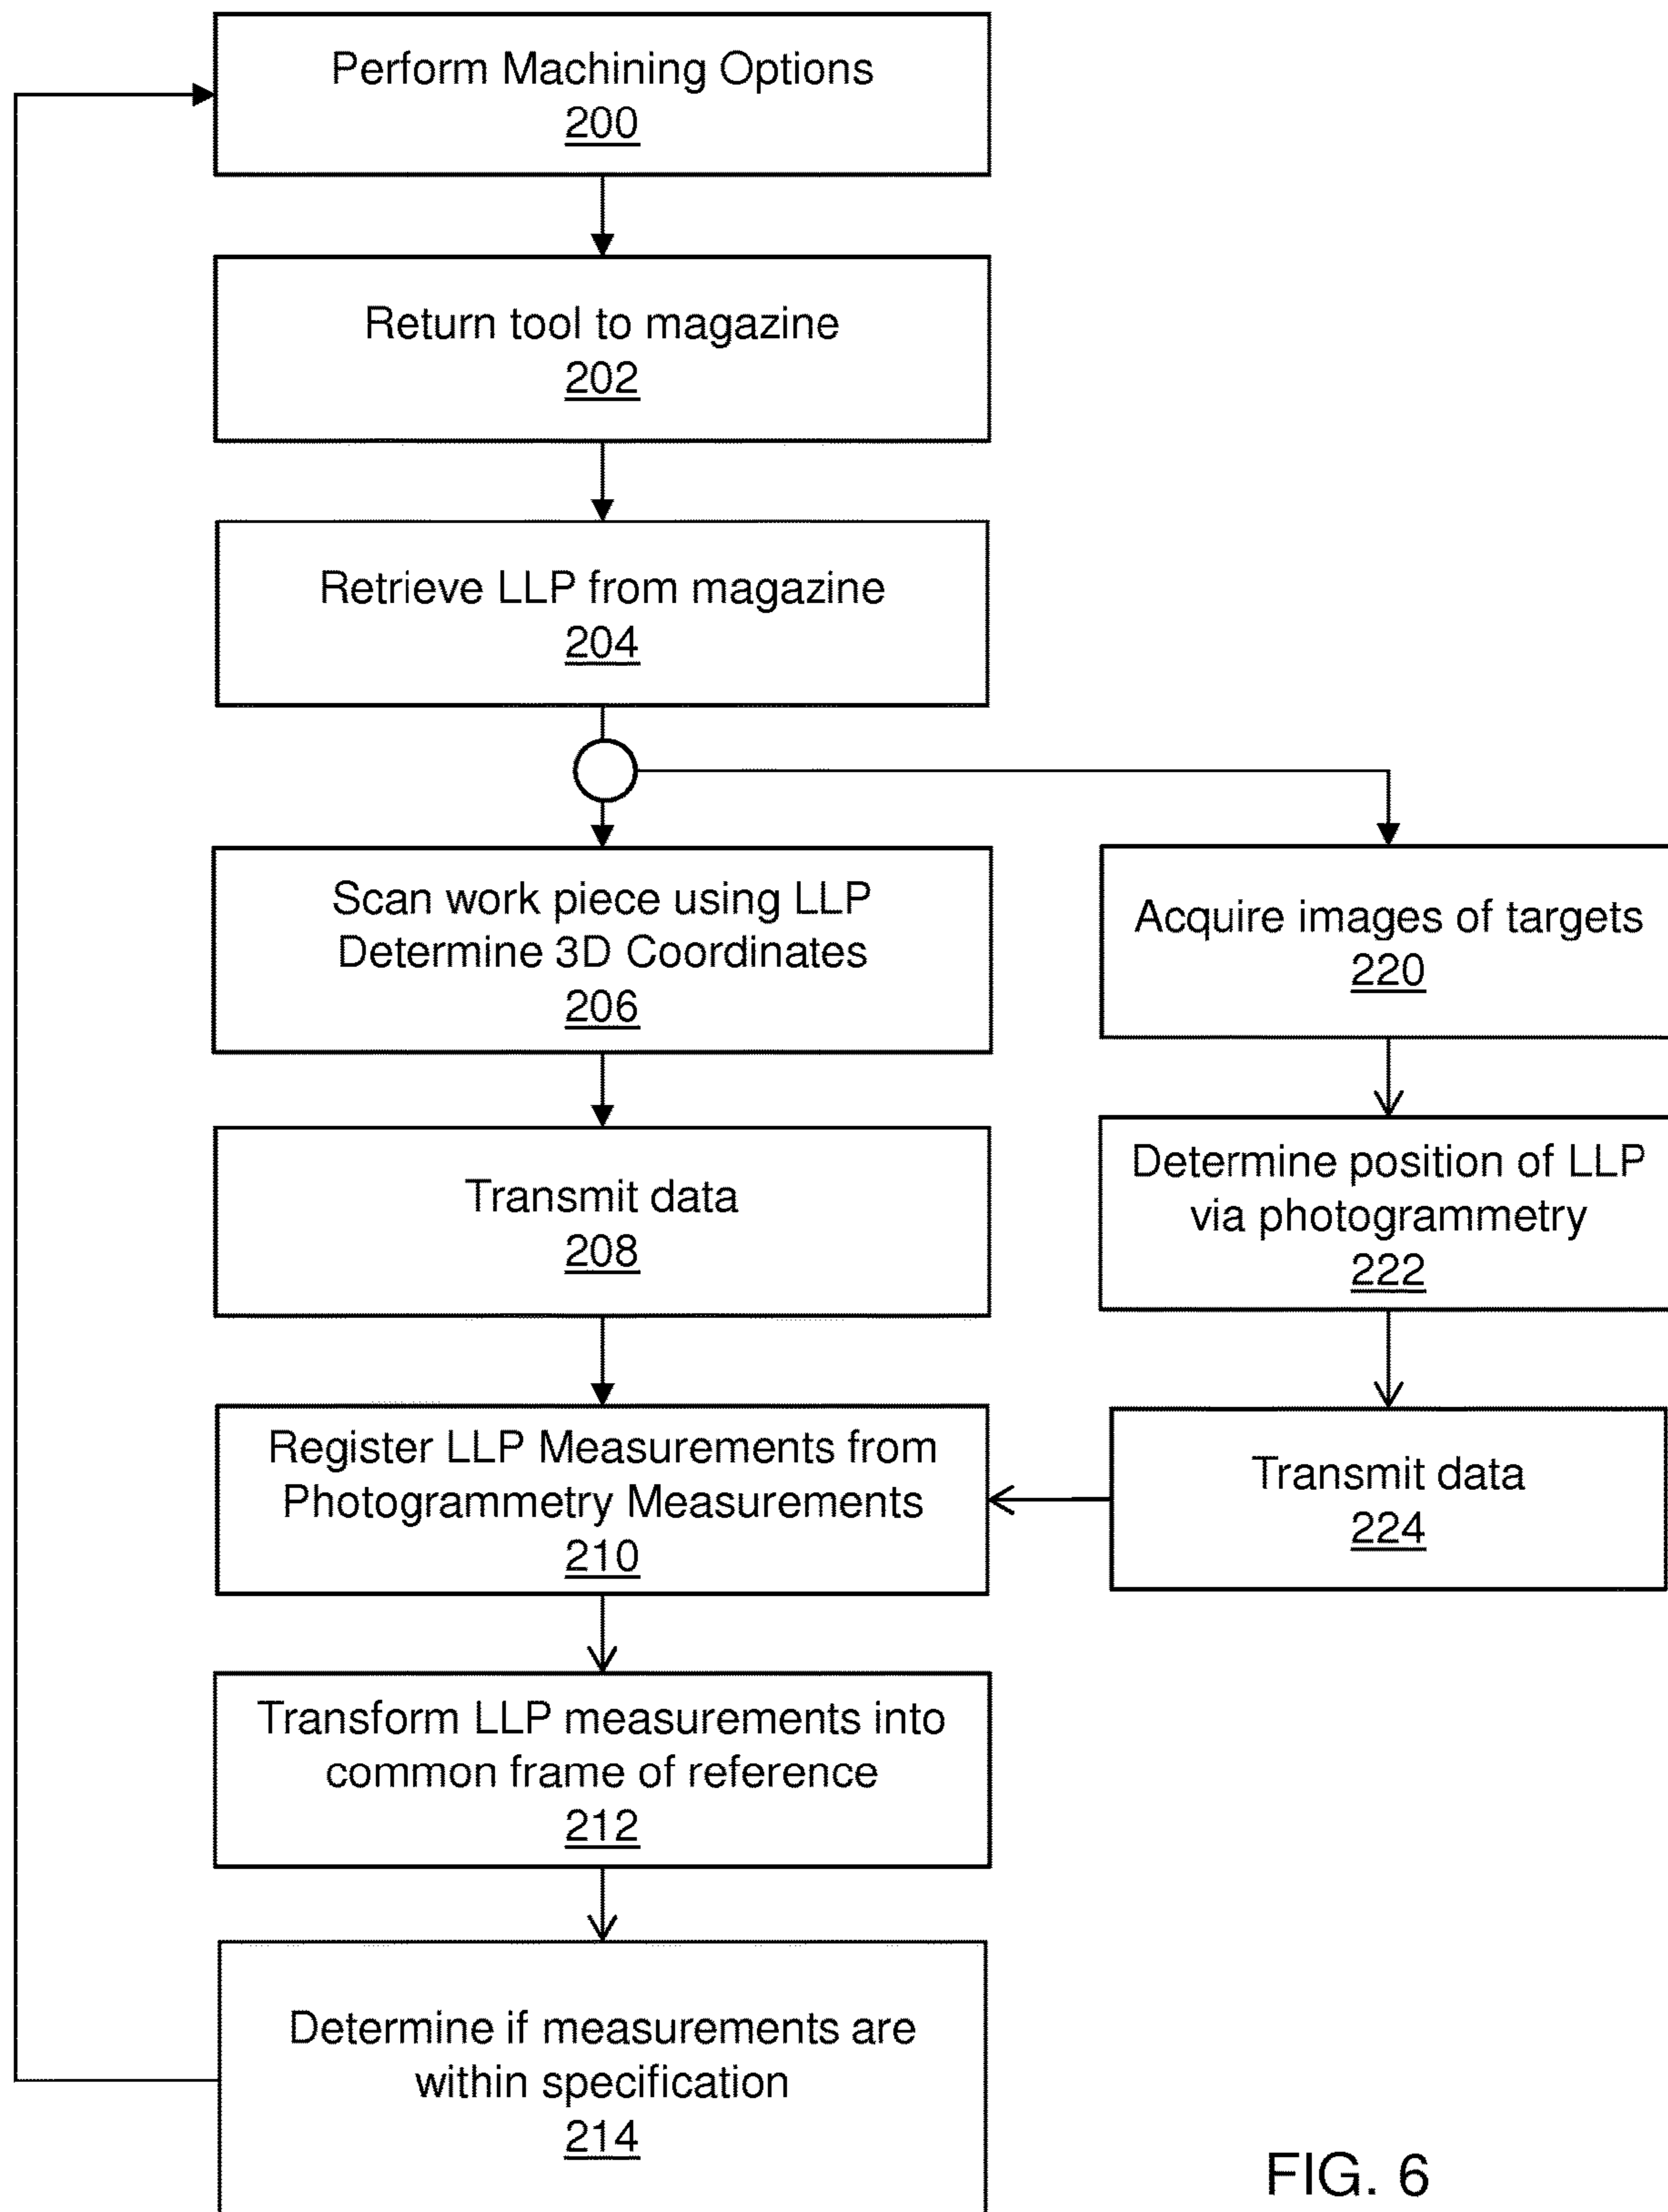 Perform Machining Options
200
Return tool to magazine
202
Retrieve LLP from magazine
204
Scan work piece using LLP
Determine 3D Coordinates
206
Acquire images of targets
220
Transmit data
208
Determine position of LLP
via photogrammetry
222
Register LLP Measurements from
Photogrammetry Measurements
210
Transmit data
224
Transform LLP measurements into
common frame of reference
212
Determine if measurements are
within specification
214
FIG. 6